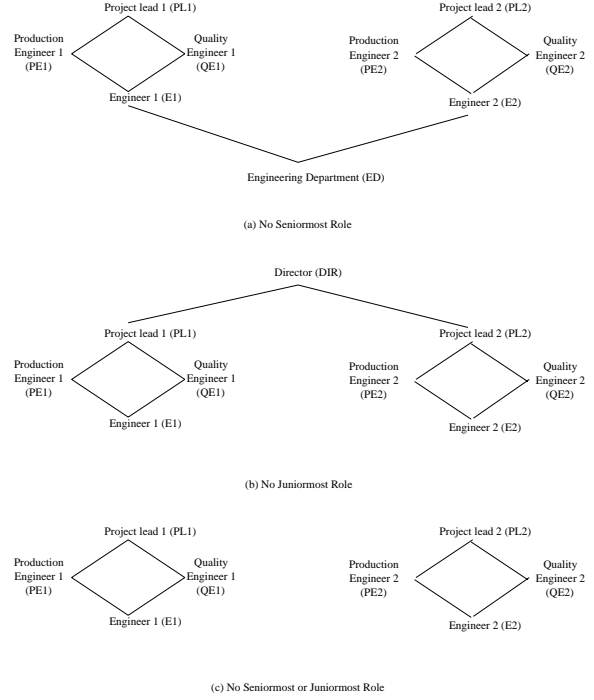 Project lead 1 (PL1)
Production
Engineer 1
(PE1)
Quality
Engineer 1
(QE1)
Engineer 1 (E1)
Project lead 2 (PL2)
Production
Engineer 2
(PE2)
Quality
Engineer 2
(QE2)
Engineer 2 (E2)
Engineering Department (ED)
(a) No Seniormost Role
Director (DIR)
Project lead 1 (PL1)
Production
Engineer 1
(PE1)
Quality
Engineer 1
(QE1)
Engineer 1 (E1)
Project lead 2 (PL2)
Production
Engineer 2
(PE2)
Quality
Engineer 2
(QE2)
Engineer 2 (E2)
(b) No Juniormost Role
Project lead 1 (PL1)
Production
Engineer 1
(PE1)
Quality
Engineer 1
(QE1)
Engineer 1 (E1)
Project lead 2 (PL2)
Production
Engineer 2
(PE2)
Quality
Engineer 2
(QE2)
Engineer 2 (E2)
(c) No Seniormost or Juniormost Role